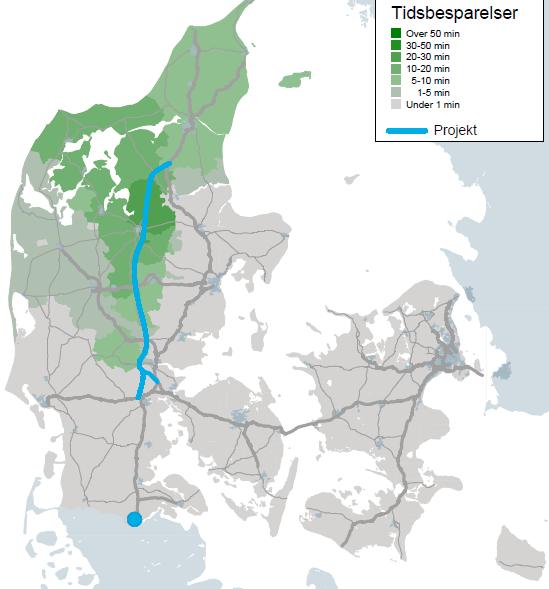 Tidsbesparelser
Over 50 min
30-50 min
20-30 min
10-20 min
5-10 min
1-5 min
Under 1 min
Projekt